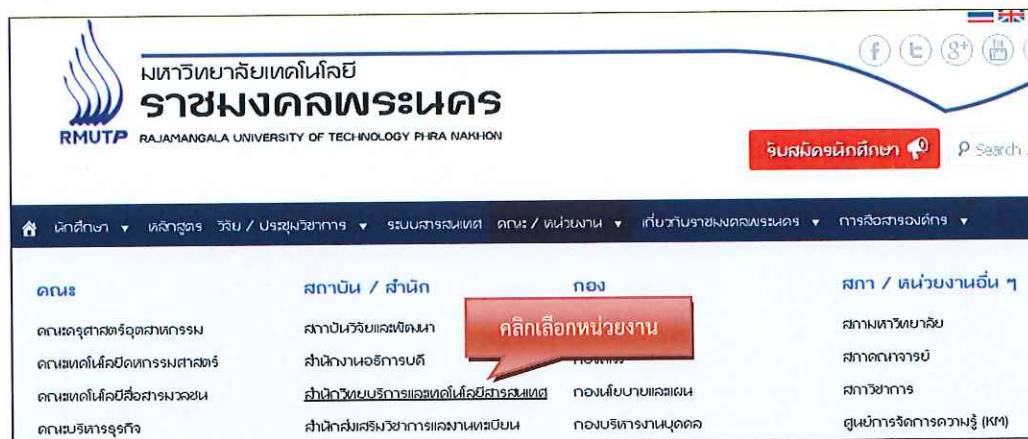 มหาวิทยาลัยเทคโนโลยี
ราชมงคลพระนคร
RMUTP RAJAMANGALA UNIVERSITY OF TECHNOLOGY PHRA NAKHON
รับสมัครนักศึกษา Search
นักศึกษา หลักสูตร วิจัย / ประชุมวิชาการ ระบบสารสนเทศ คณะ / หน่วยงาน เกี่ยวกับราชมงคลพระนคร การสื่อสารองค์กร
คณะ สถาบัน / สำนัก กอง สภา / หน่วยงานอื่น ๆ
คณะครุศาสตร์อุตสาหกรรม สถาบันวิจัยและพัฒนา คลิกเลือกหน่วยงาน สภามหาวิทยาลัย
คณะเทคโนโลยีคหกรรมศาสตร์ สำนักงานอธิการบดี สภาคณาจารย์
คณะเทคโนโลยีสื่อสารมวลชน สำนักวิทยบริการและเทคโนโลยีสารสนเทศ กองนโยบายและแผน สภาวิชาการ
คณะบริหารธุรกิจ สำนักส่งเสริมวิชาการและงานทะเบียน กองบริหารงานบุคคล ศูนย์การจัดการความรู้ (KM)